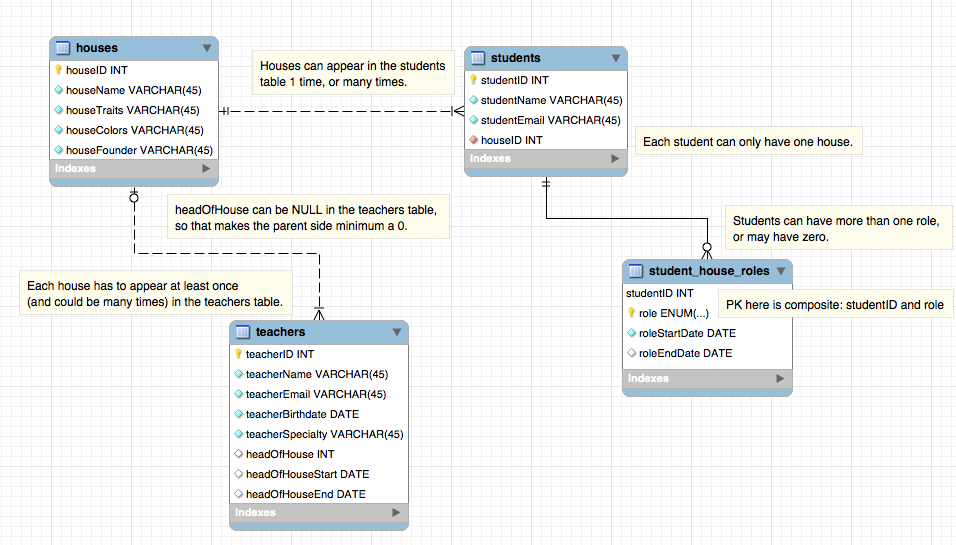 houses
houseID INT
houseName VARCHAR(45)
houseTraits VARCHAR(45)
houseColors VARCHAR(45)
houseFounder VARCHAR(45)
Indexes
Houses can appear in the students
table 1 time, or many times.
students
studentID INT
studentName VARCHAR(45)
studentEmail VARCHAR(45)
houseID INT
Indexes
Each student can only have one house.
headOfHouse can be NULL in the teachers table,
so that makes the parent side minimum a 0.
Students can have more than one role,
or may have zero.
Each house has to appear at least once
(and could be many times) in the teachers table.
student_house_roles
studentID INT
role ENUM(...)
roleStartDate DATE
roleEndDate DATE
Indexes
PK here is composite: studentID and role
teachers
teacherID INT
teacherName VARCHAR(45)
teacherEmail VARCHAR(45)
teacherBirthdate DATE
teacherSpecialty VARCHAR(45)
headOfHouse INT
headOfHouseStart DATE
headOfHouseEnd DATE
Indexes